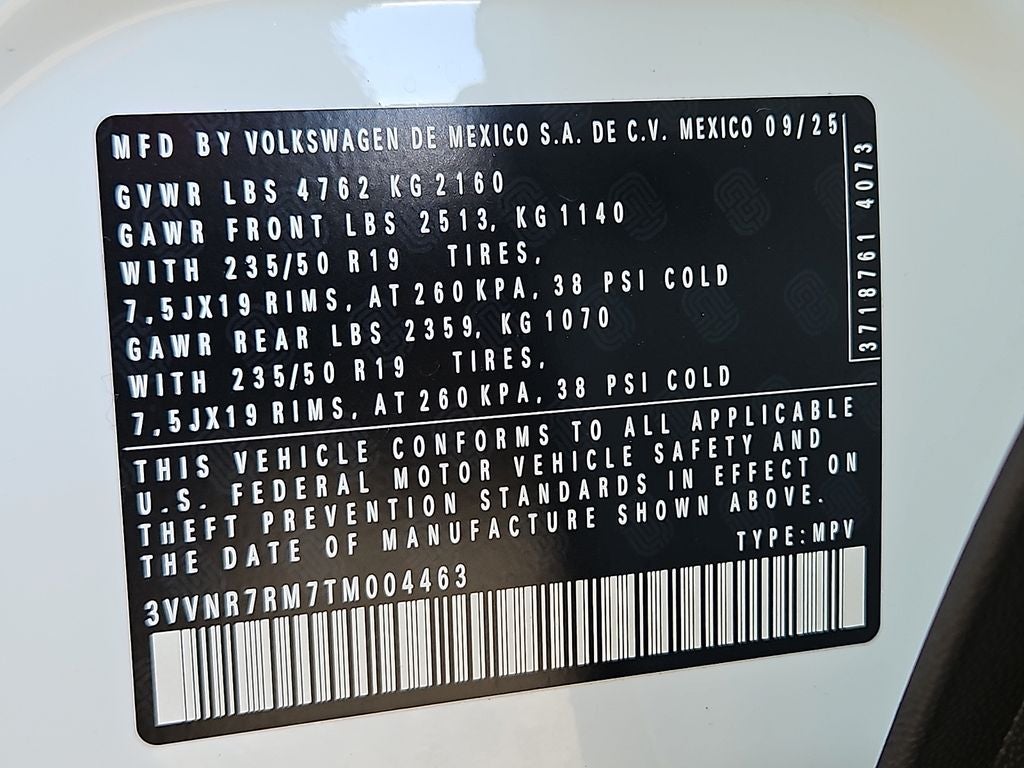 MFD BY VOLKSWAGEN DE MEXICO S.A. DE C.V. MEXICO 09/25
GVWR LBS 4762 KG 2160
GAWR FRONT LBS 2513, KG 1140
WITH 235/50 R19 TIRES,
7,5JX19 RIMS, AT 260 KPA, 38 PSI COLD
GAWR REAR LBS 2359, KG 1070
WITH 235/50 R19 TIRES,
7,5JX19 RIMS, AT 260 KPA, 38 PSI COLD
3718761 4073
THIS VEHICLE CONFORMS TO ALL APPLICABLE
U.S. FEDERAL MOTOR VEHICLE SAFETY AND
THEFT PREVENTION STANDARDS IN EFFECT ON
THE DATE OF MANUFACTURE SHOWN ABOVE.
TYPE: MPV
3VVNR7RM7TM004463